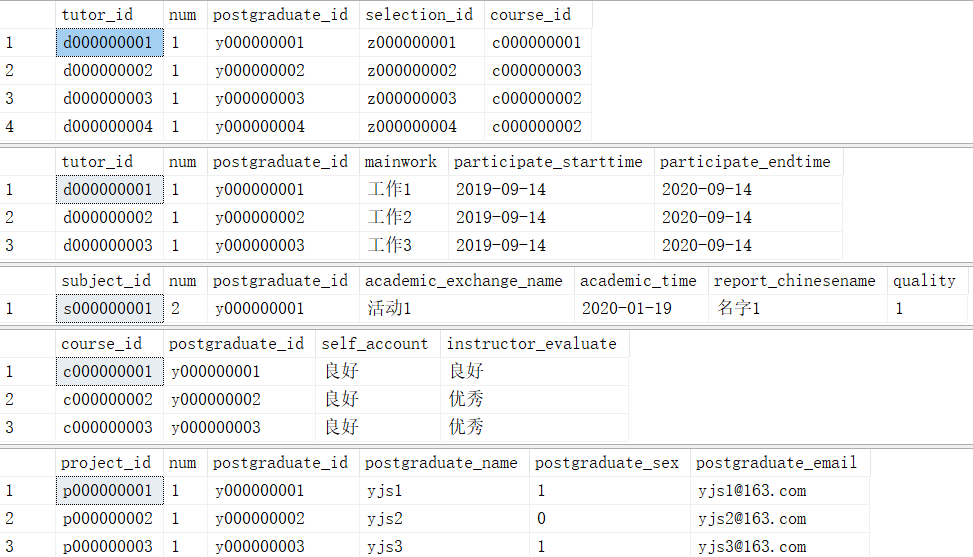 tutor_id num postgraduate_id selection_id course_id
1 d000000001 1 y000000001 z000000001 c000000001
2 d000000002 1 y000000002 z000000002 c000000003
3 d000000003 1 y000000003 z000000003 c000000002
4 d000000004 1 y000000004 z000000004 c000000002
tutor_id num postgraduate_id mainwork participate_starttime participate_endtime
1 d000000001 1 y000000001 工作1 2019-09-14 2020-09-14
2 d000000002 1 y000000002 工作2 2019-09-14 2020-09-14
3 d000000003 1 y000000003 工作3 2019-09-14 2020-09-14
subject_id num postgraduate_id academic_exchange_name academic_time report_chinesename quality
1 s000000001 2 y000000001 活动1 2020-01-19 名字1 1
course_id postgraduate_id self_account instructor_evaluate
1 c000000001 y000000001 良好 良好
2 c000000002 y000000002 良好 优秀
3 c000000003 y000000003 良好 优秀
project_id num postgraduate_id postgraduate_name postgraduate_sex postgraduate_email
1 p000000001 1 y000000001 yjs1 1 yjs1@163.com
2 p000000002 1 y000000002 yjs2 0 yjs2@163.com
3 p000000003 1 y000000003 yjs3 1 yjs3@163.com